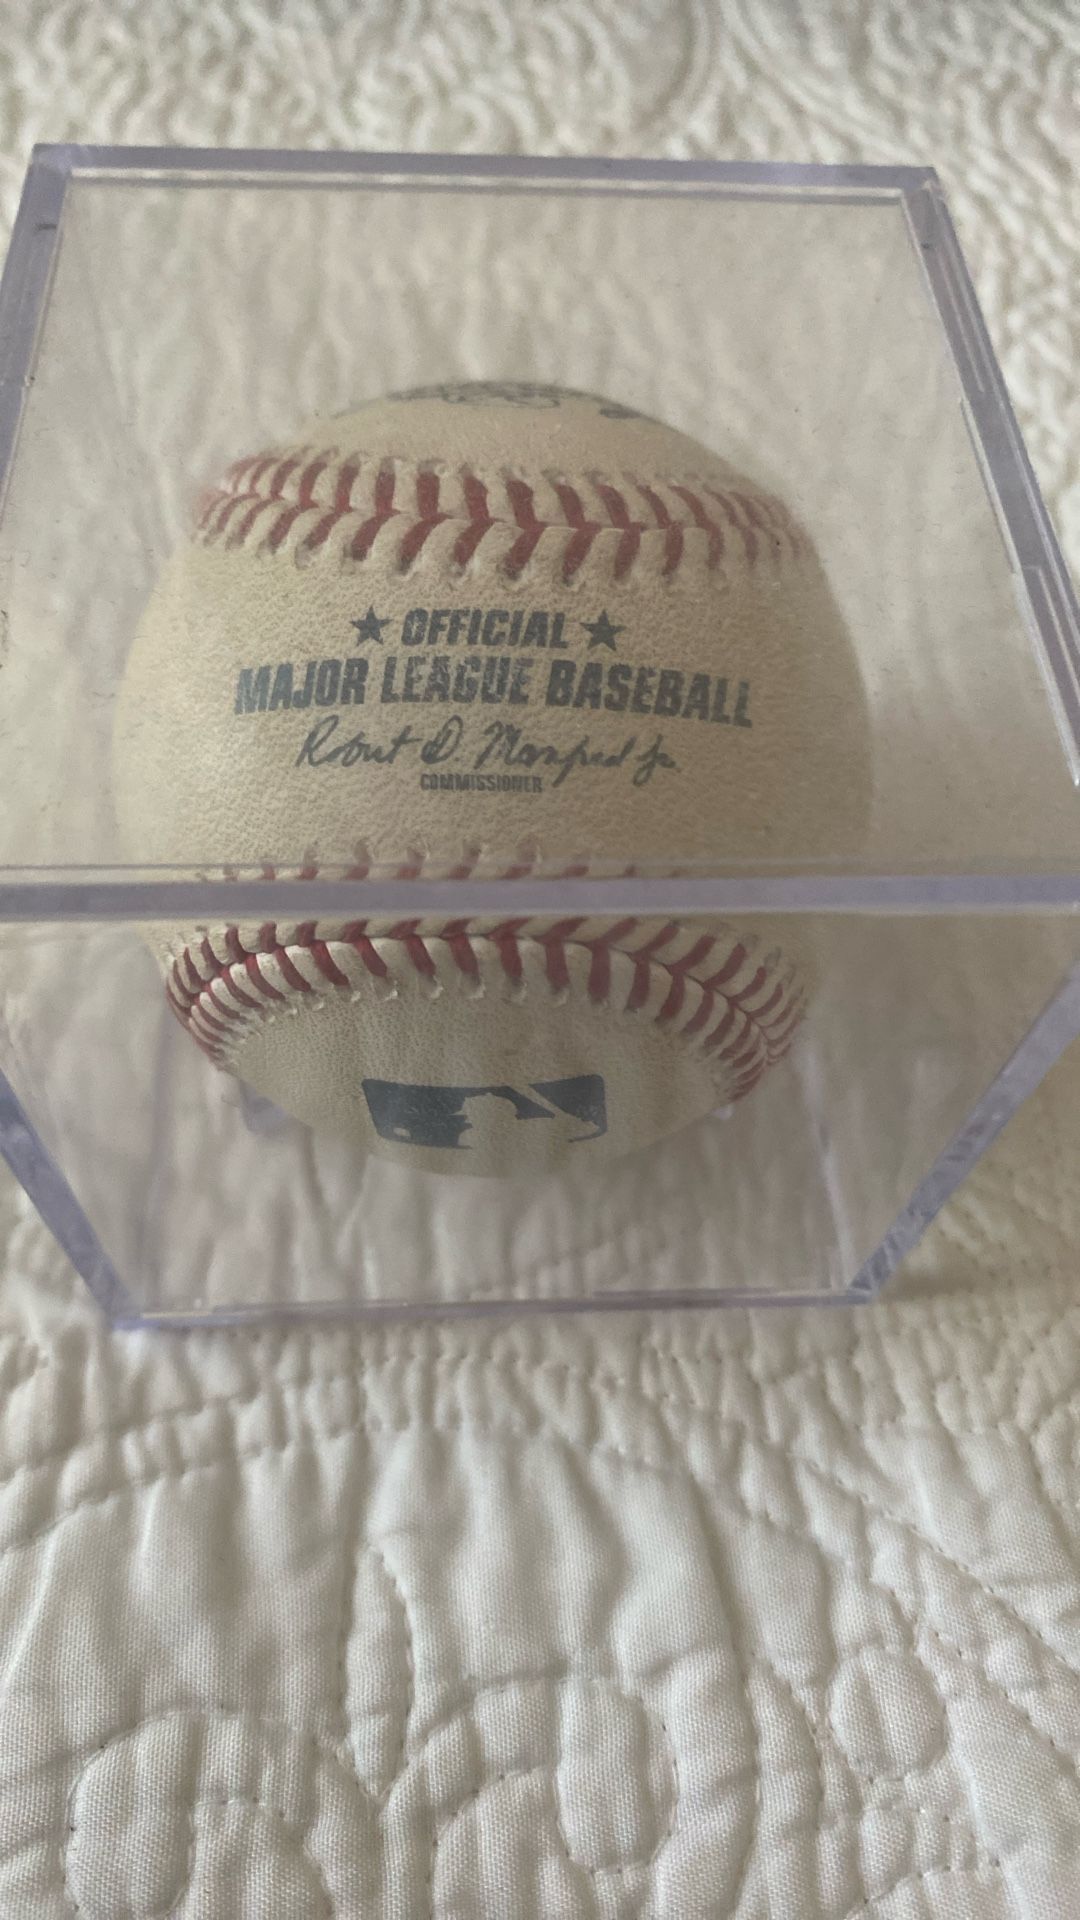 ★ OFFICIAL ★
MAJOR LEAGUE BASEBALL
Robert D. Manfred Jr.
COMMISSIONER